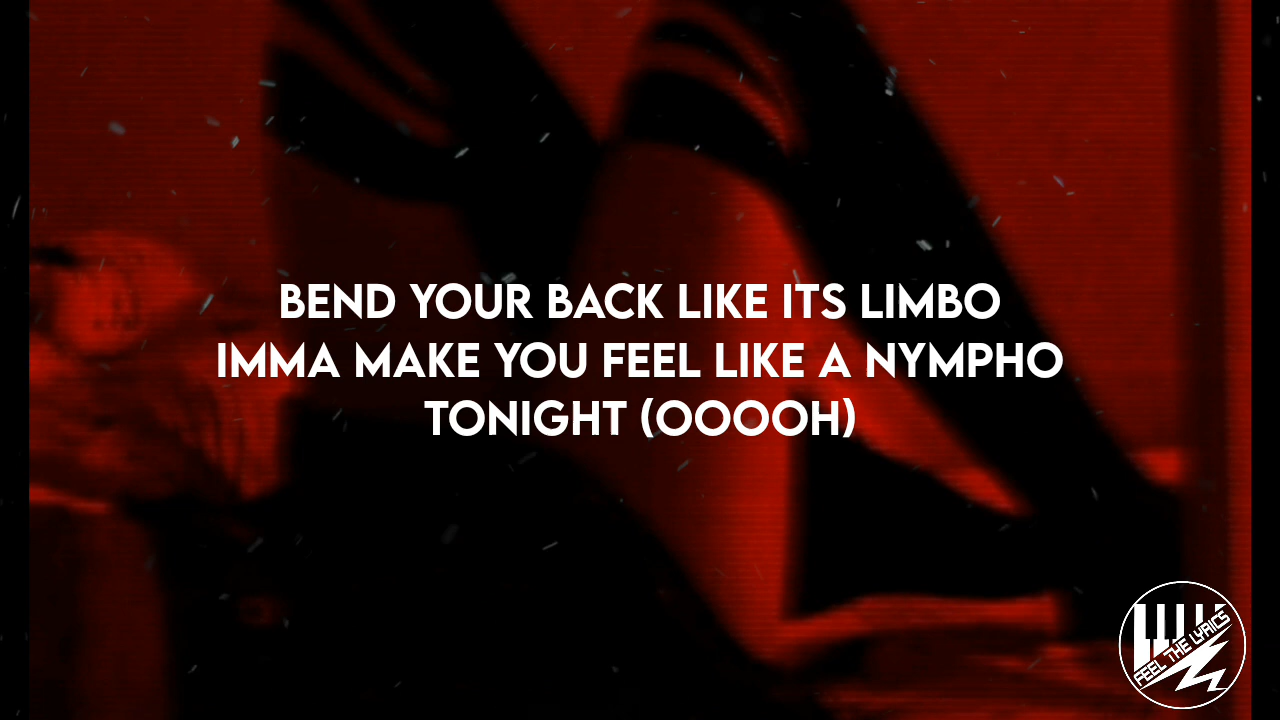 BEND YOUR BACK LIKE ITS LIMBO
IMMA MAKE YOU FEEL LIKE A NYMPHO
TONIGHT (OOOOH)
FEEL THE LYRICS